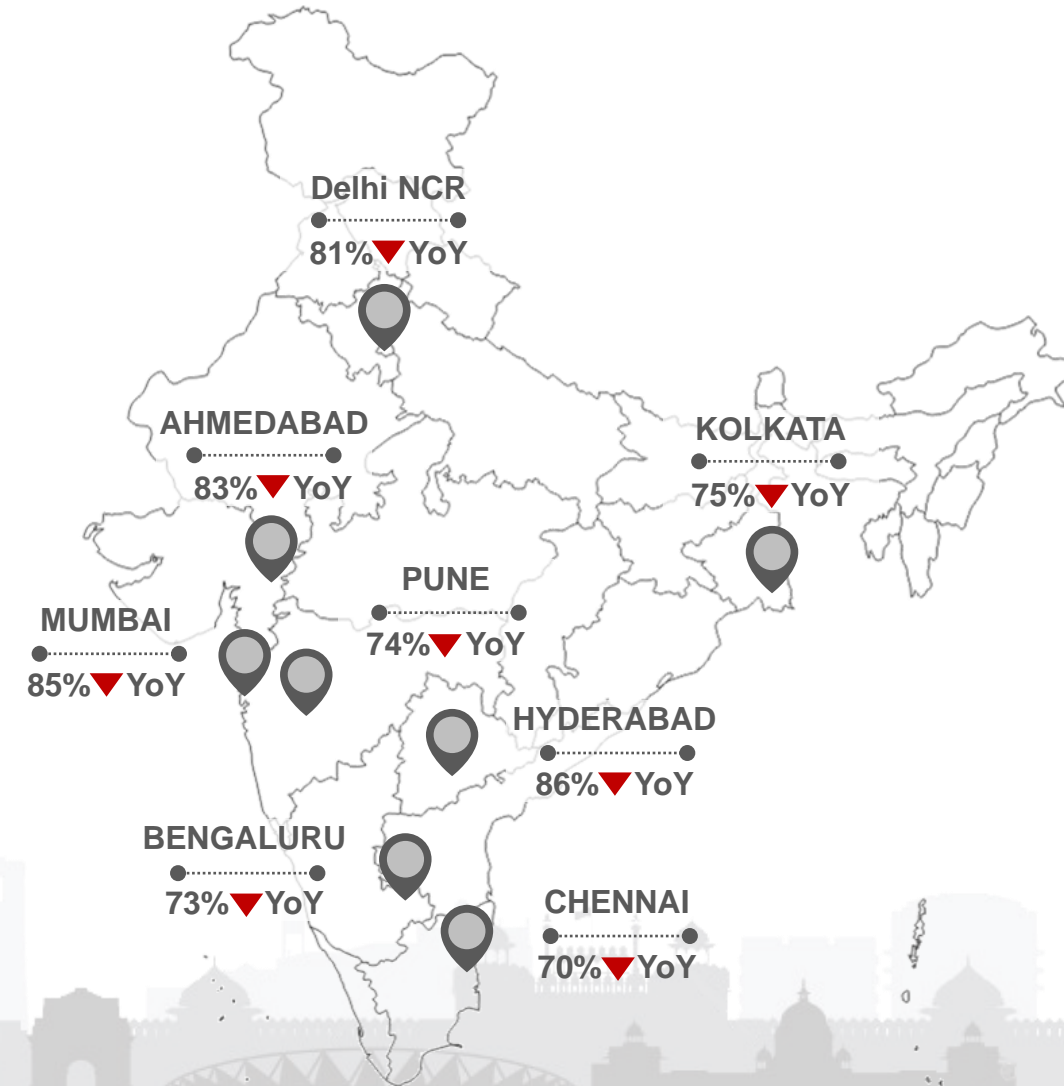 Delhi NCR
81% YoY
AHMEDABAD
83% YoY
KOLKATA
75% YoY
PUNE
74% YoY
MUMBAI
85% YoY
HYDERABAD
86% YoY
BENGALURU
73% YoY
CHENNAI
70% YoY